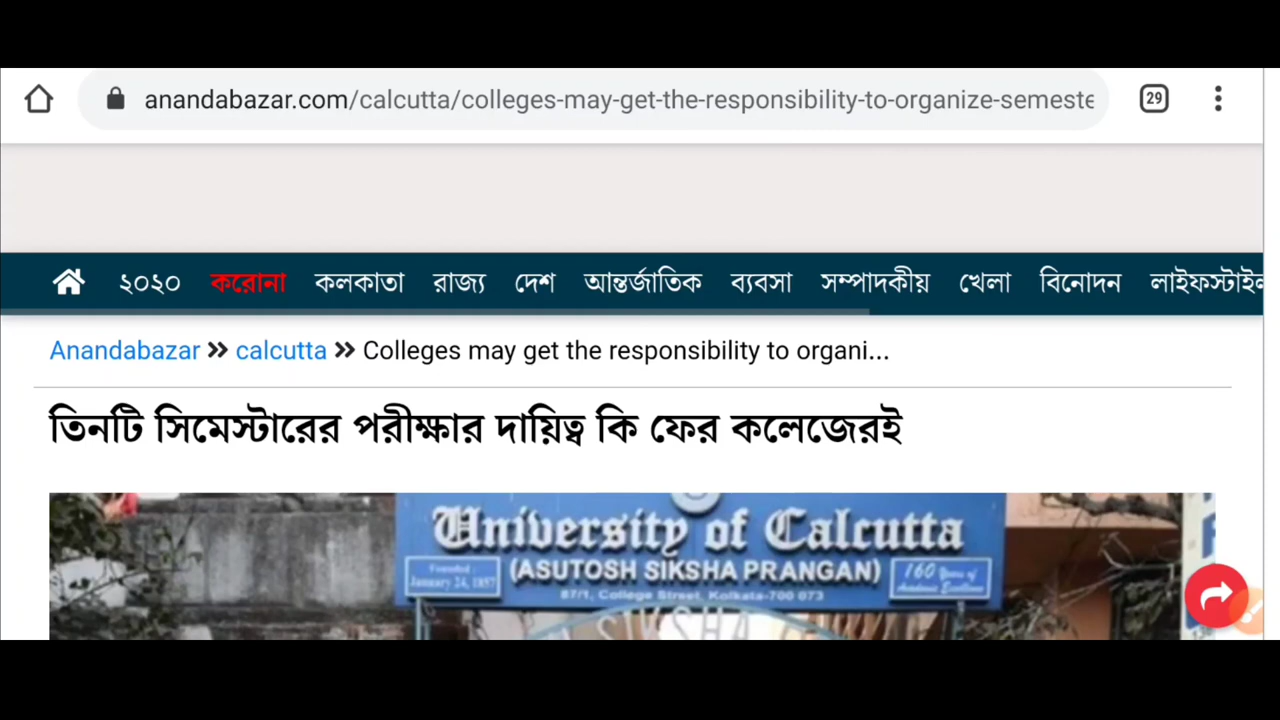 anandabazar.com/calcutta/colleges-may-get-the-responsibility-to-organize-semeste
29
২০২০ করোনা কলকাতা রাজ্য দেশ আন্তর্জাতিক ব্যবসা সম্পাদকীয় খেলা বিনোদন লাইফস্টাইল
Anandabazar » calcutta » Colleges may get the responsibility to organi...
তিনটি সিমেস্টারের পরীক্ষার দায়িত্ব কি ফের কলেজেরই
University of Calcutta
Founded :
January 24, 1857
(ASUTOSH SIKSHA PRANGAN)
160 Years of
Academic Excellence
87/1, College Street, Kolkata-700 073
SIKSHA